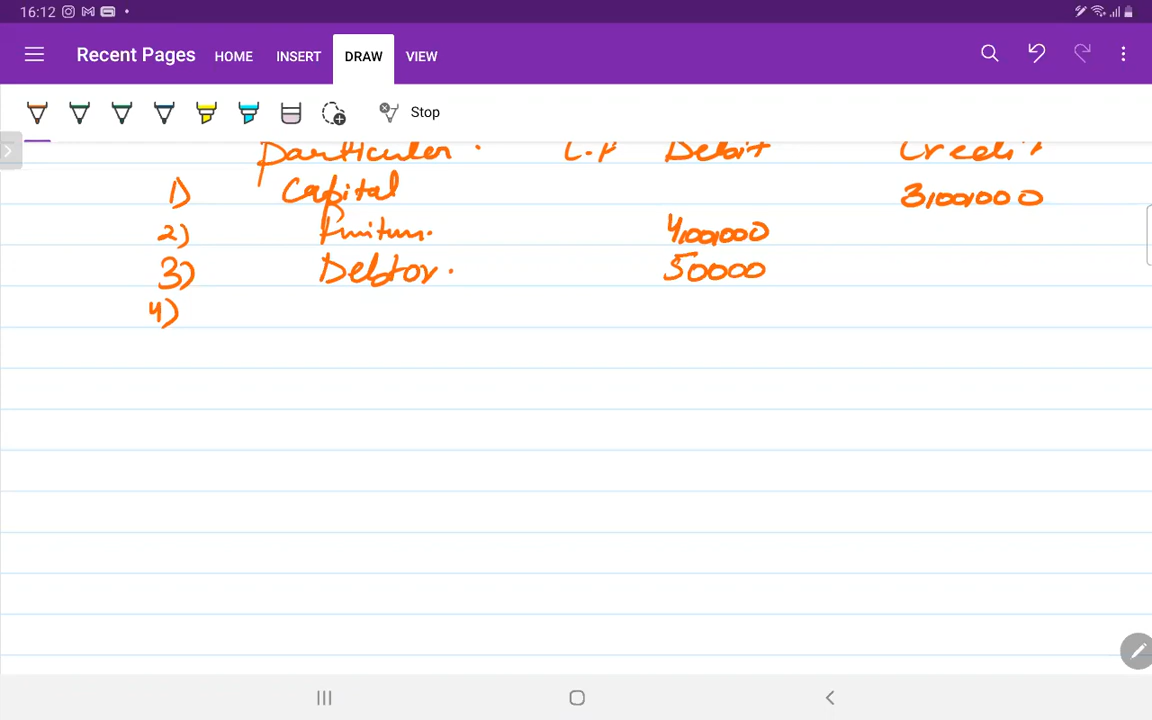 16:12
Recent Pages HOME INSERT DRAW VIEW
Stop
Particular. L.F Debit Credit
1) Capital 3,00,000
2) 4,00,000
3) Debtor. 50000
4)